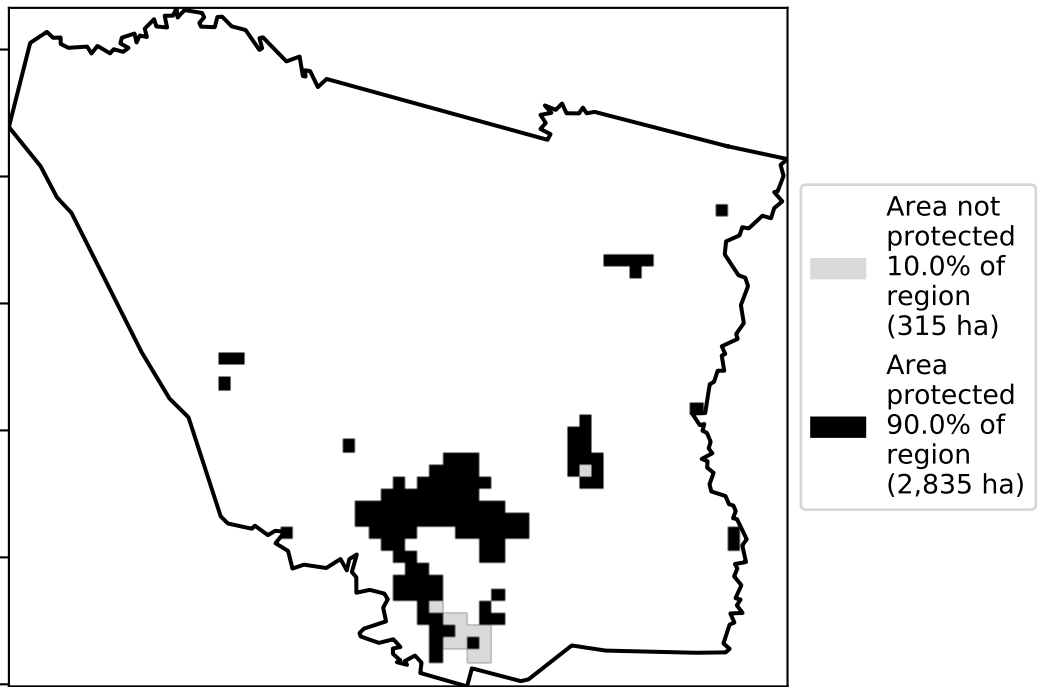 Area not
protected
10.0% of
region
(315 ha)
Area
protected
90.0% of
region
(2,835 ha)